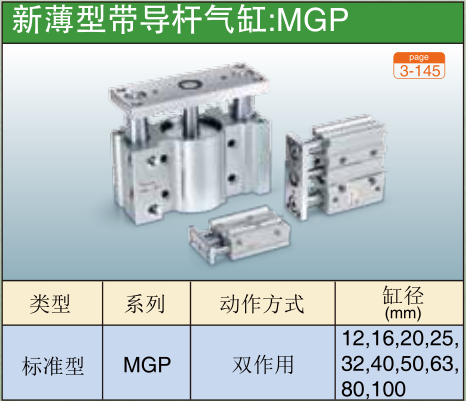 新薄型带导杆气缸:MGP
page
3-145
类型 系列 动作方式 缸径
(mm)
标准型 MGP 双作用 12,16,20,25,
32,40,50,63,
80,100